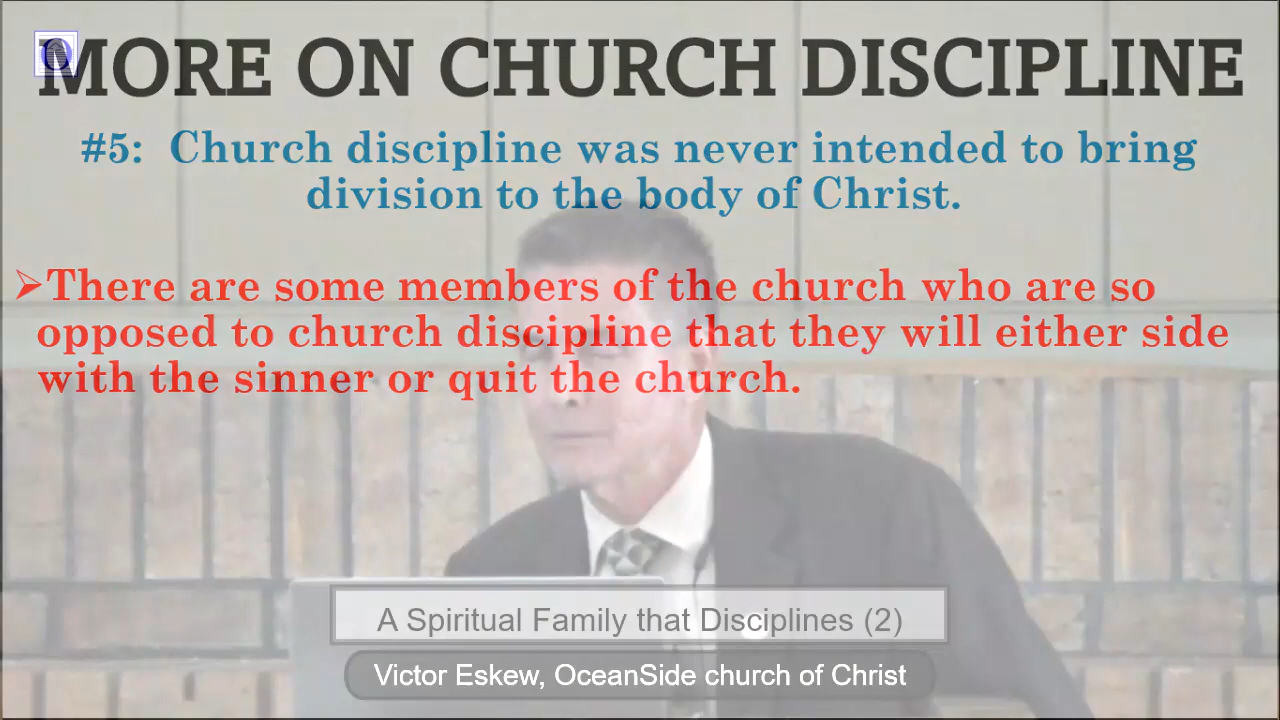 MORE ON CHURCH DISCIPLINE
#5: Church discipline was never intended to bring
division to the body of Christ.
➢There are some members of the church who are so
opposed to church discipline that they will either side
with the sinner or quit the church.
A Spiritual Family that Disciplines (2)
Victor Eskew, OceanSide church of Christ